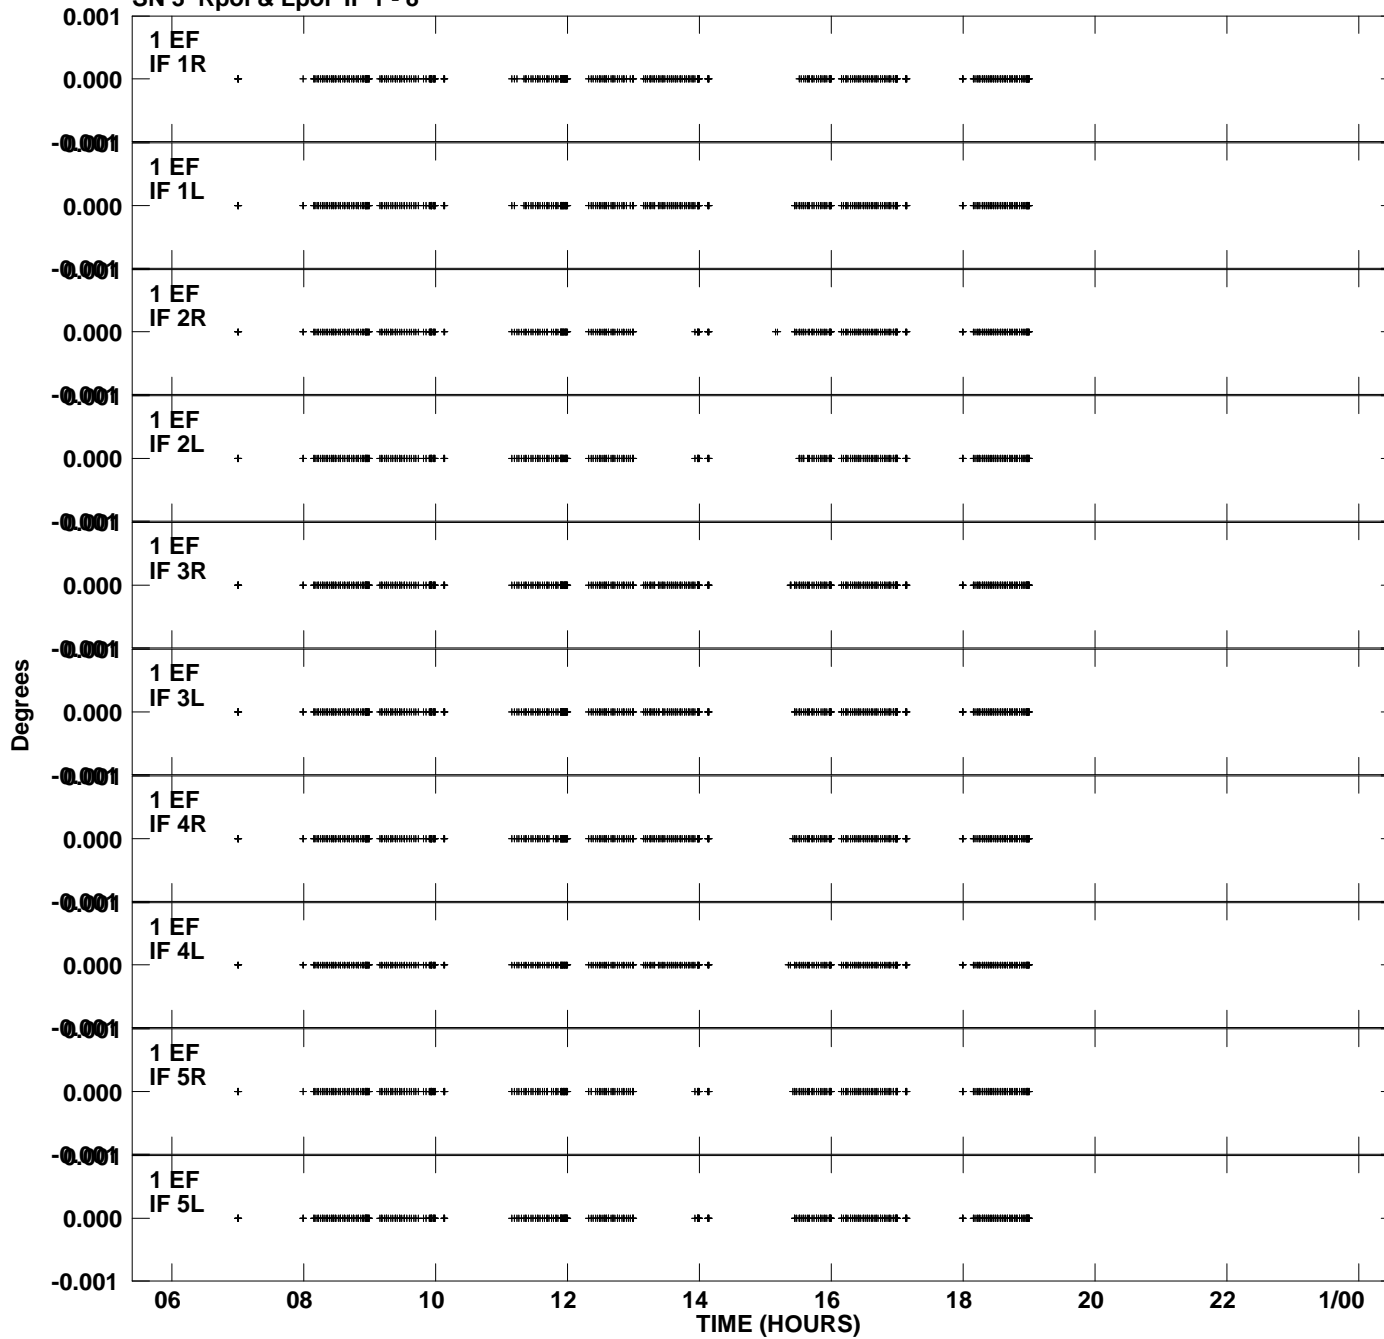 SN 3 Rpol & Lpol IF 1 - 8
0.001
1 EF
IF 1R
0.000
-0.001
1 EF
IF 1L
0.000
-0.001
1 EF
IF 2R
0.000
-0.001
1 EF
IF 2L
0.000
-0.001
1 EF
IF 3R
0.000
-0.001
1 EF
IF 3L
0.000
-0.001
1 EF
IF 4R
0.000
-0.001
1 EF
IF 4L
0.000
-0.001
1 EF
IF 5R
0.000
-0.001
1 EF
IF 5L
0.000
-0.001
Degrees
06 08 10 12 14 16 18 20 22 1/00
TIME (HOURS)